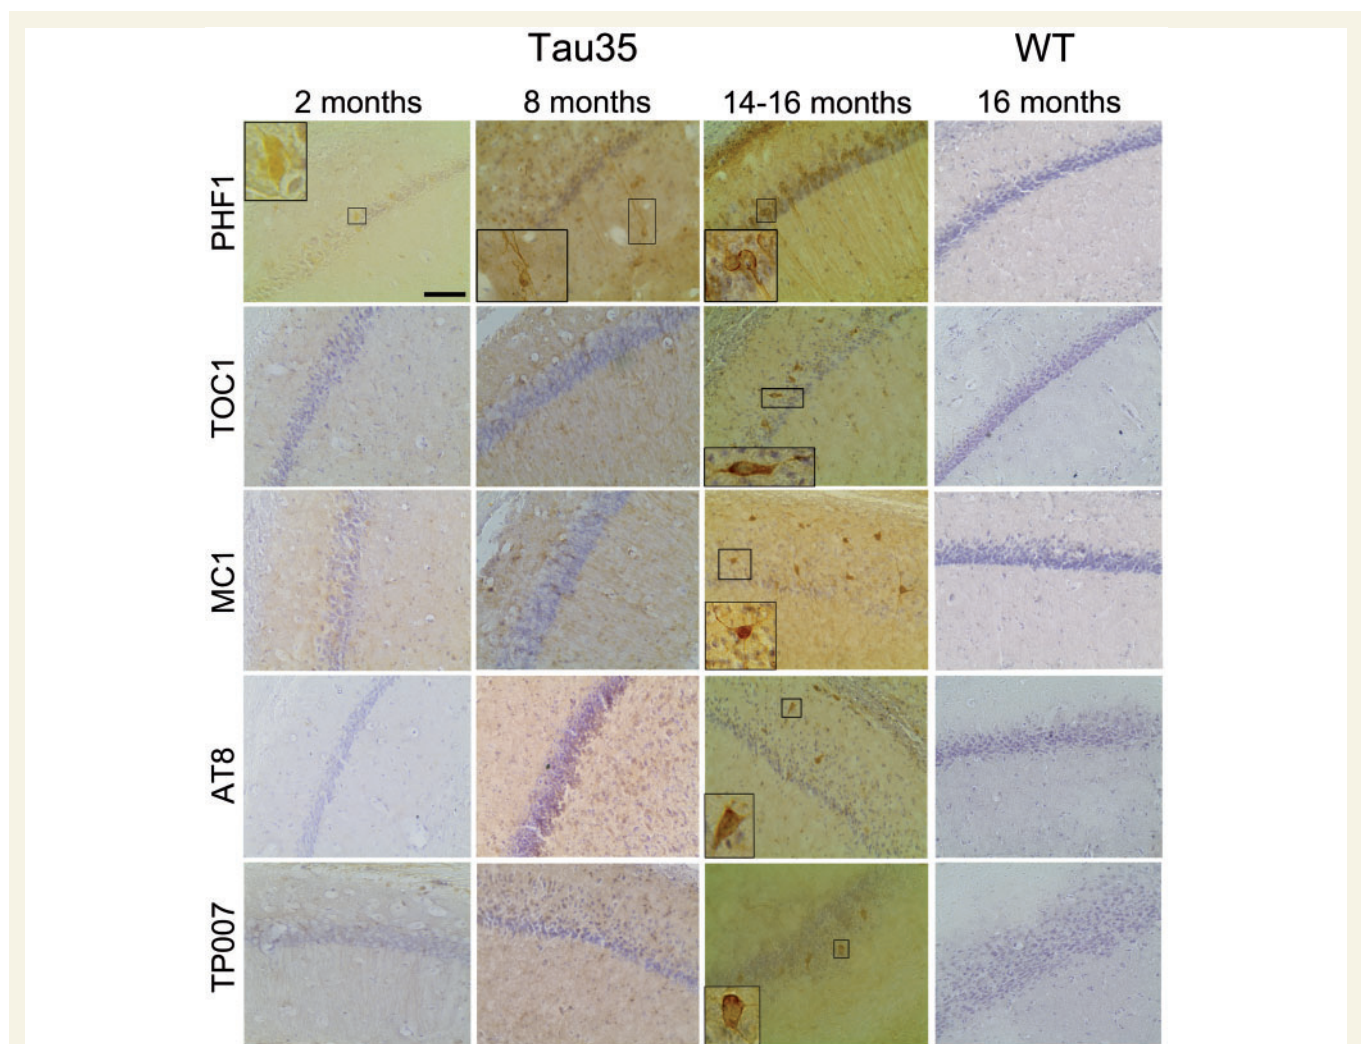 Tau35 WT
2 months 8 months 14-16 months 16 months
PHF1
TOC1
MC1
AT8
TP007